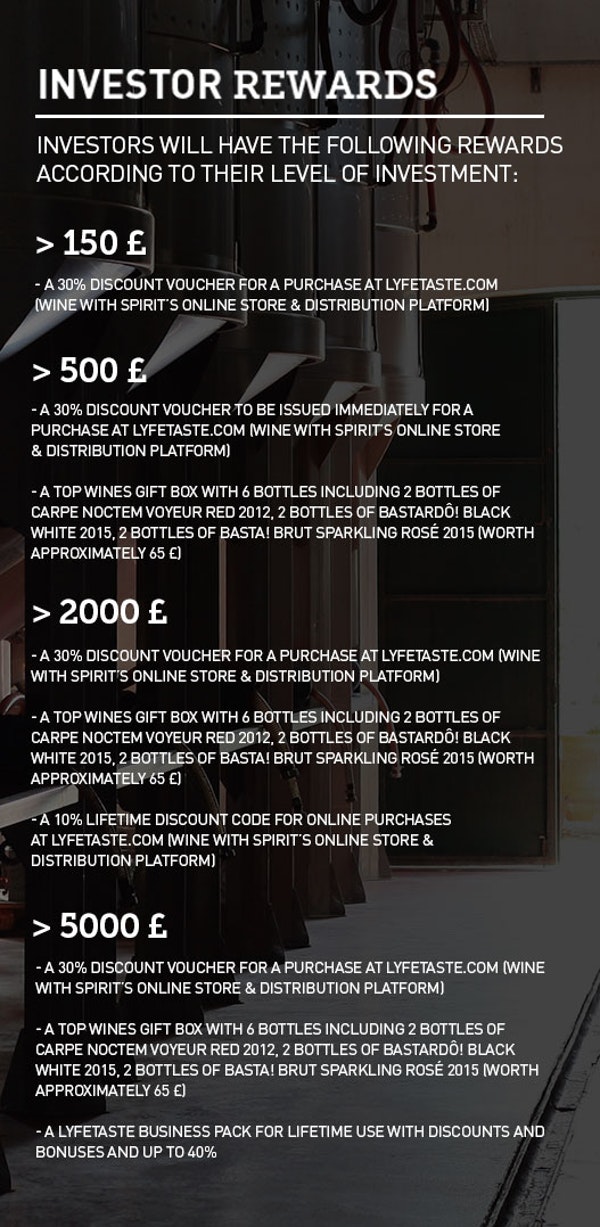 INVESTOR REWARDS
INVESTORS WILL HAVE THE FOLLOWING REWARDS
ACCORDING TO THEIR LEVEL OF INVESTMENT:
> 150 £
- A 30% DISCOUNT VOUCHER FOR A PURCHASE AT LYFETASTE.COM
(WINE WITH SPIRIT´S ONLINE STORE & DISTRIBUTION PLATFORM)
> 500 £
- A 30% DISCOUNT VOUCHER TO BE ISSUED IMMEDIATELY FOR A
PURCHASE AT LYFETASTE.COM (WINE WITH SPIRIT´S ONLINE STORE
& DISTRIBUTION PLATFORM)
- A TOP WINES GIFT BOX WITH 6 BOTTLES INCLUDING 2 BOTTLES OF
CARPE NOCTEM VOYEUR RED 2012, 2 BOTTLES OF BASTARDÔ! BLACK
WHITE 2015, 2 BOTTLES OF BASTA! BRUT SPARKLING ROSÉ 2015 (WORTH
APPROXIMATELY 65 £)
> 2000 £
- A 30% DISCOUNT VOUCHER FOR A PURCHASE AT LYFETASTE.COM (WINE
WITH SPIRIT´S ONLINE STORE & DISTRIBUTION PLATFORM)
- A TOP WINES GIFT BOX WITH 6 BOTTLES INCLUDING 2 BOTTLES OF
CARPE NOCTEM VOYEUR RED 2012, 2 BOTTLES OF BASTARDÔ! BLACK
WHITE 2015, 2 BOTTLES OF BASTA! BRUT SPARKLING ROSÉ 2015 (WORTH
APPROXIMATELY 65 £)
- A 10% LIFETIME DISCOUNT CODE FOR ONLINE PURCHASES
AT LYFETASTE.COM (WINE WITH SPIRIT´S ONLINE STORE &
DISTRIBUTION PLATFORM)
> 5000 £
- A 30% DISCOUNT VOUCHER FOR A PURCHASE AT LYFETASTE.COM (WINE
WITH SPIRIT´S ONLINE STORE & DISTRIBUTION PLATFORM)
- A TOP WINES GIFT BOX WITH 6 BOTTLES INCLUDING 2 BOTTLES OF
CARPE NOCTEM VOYEUR RED 2012, 2 BOTTLES OF BASTARDÔ! BLACK
WHITE 2015, 2 BOTTLES OF BASTA! BRUT SPARKLING ROSÉ 2015 (WORTH
APPROXIMATELY 65 £)
- A LYFETASTE BUSINESS PACK FOR LIFETIME USE WITH DISCOUNTS AND
BONUSES AND UP TO 40%